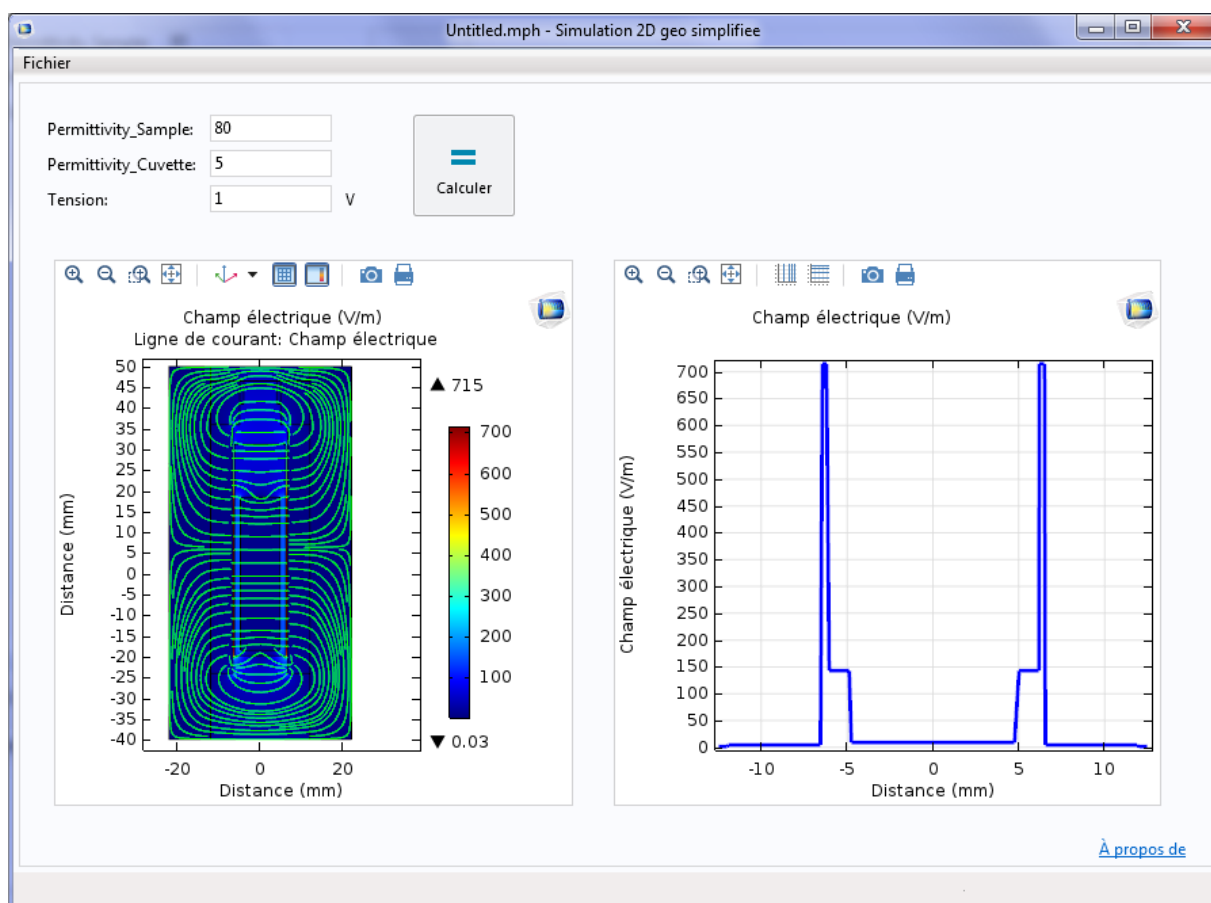 Untitled.mph - Simulation 2D geo simplifiee
Fichier
Permittivity_Sample: 80
Permittivity_Cuvette: 5
Tension: 1 V
Calculer
Champ électrique (V/m)
Ligne de courant: Champ électrique
50
45
40
35
30
25
20
15
10
5
0
-5
-10
-15
-20
-25
-30
-35
-40
Distance (mm)
-20 0 20
Distance (mm)
▲ 715
700
600
500
400
300
200
100
▼ 0.03
Champ électrique (V/m)
700
650
600
550
500
450
400
350
300
250
200
150
100
50
0
Champ électrique (V/m)
-10 -5 0 5 10
Distance (mm)
À propos de